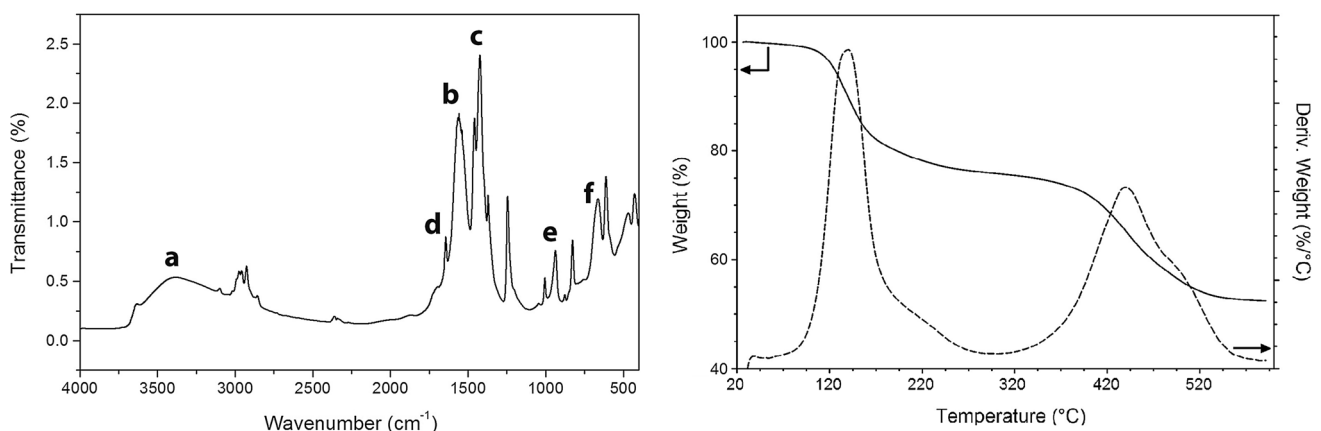 Transmittance (%)
2.5
2.0
1.5
1.0
0.5
0.0
a
b
c
d
e
f
4000 3500 3000 2500 2000 1500 1000 500
Wavenumber (cm⁻¹)
Weight (%)
100
80
60
40
20 120 220 320 420 520
Temperature (°C)
Deriv. Weight (%/°C)